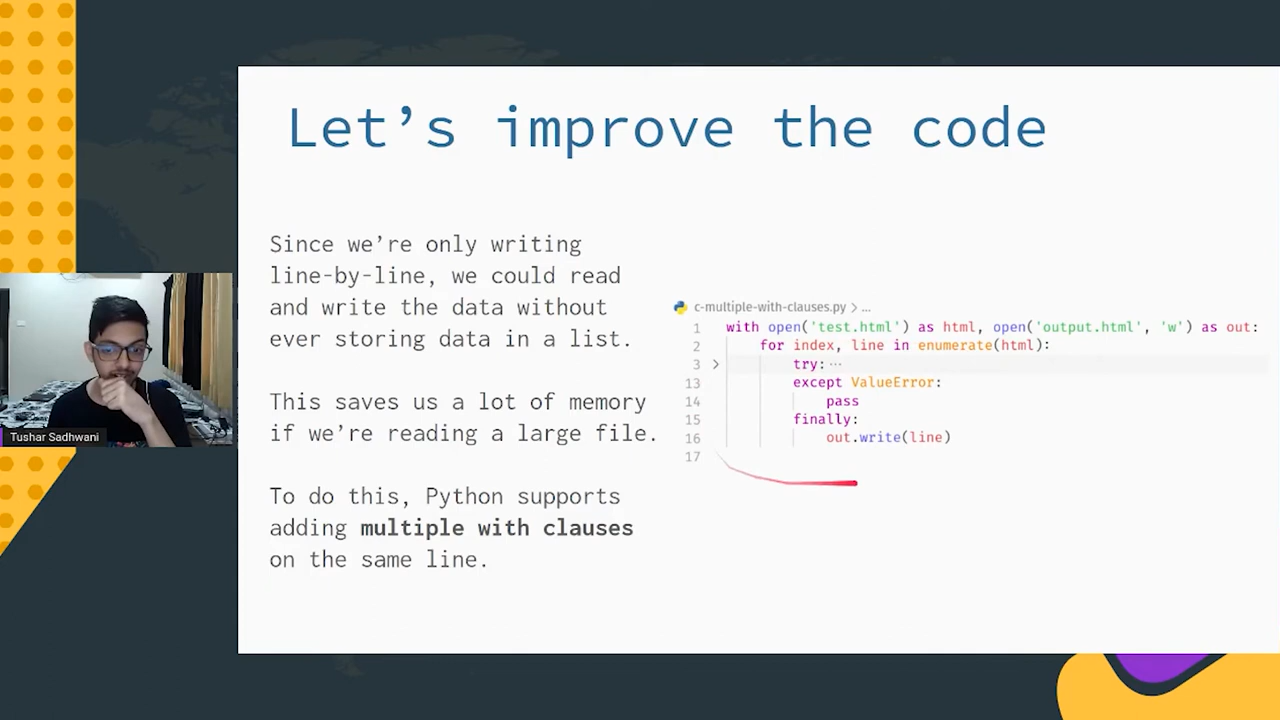 Let’s improve the code
Since we’re only writing
line-by-line, we could read
and write the data without
ever storing data in a list.
This saves us a lot of memory
if we’re reading a large file.
To do this, Python supports
adding multiple with clauses
on the same line.
c-multiple-with-clauses.py > ...
1 with open('test.html') as html, open('output.html', 'w') as out:
2 for index, line in enumerate(html):
3 > try: ···
13 except ValueError:
14 pass
15 finally:
16 out.write(line)
17
Tushar Sadhwani